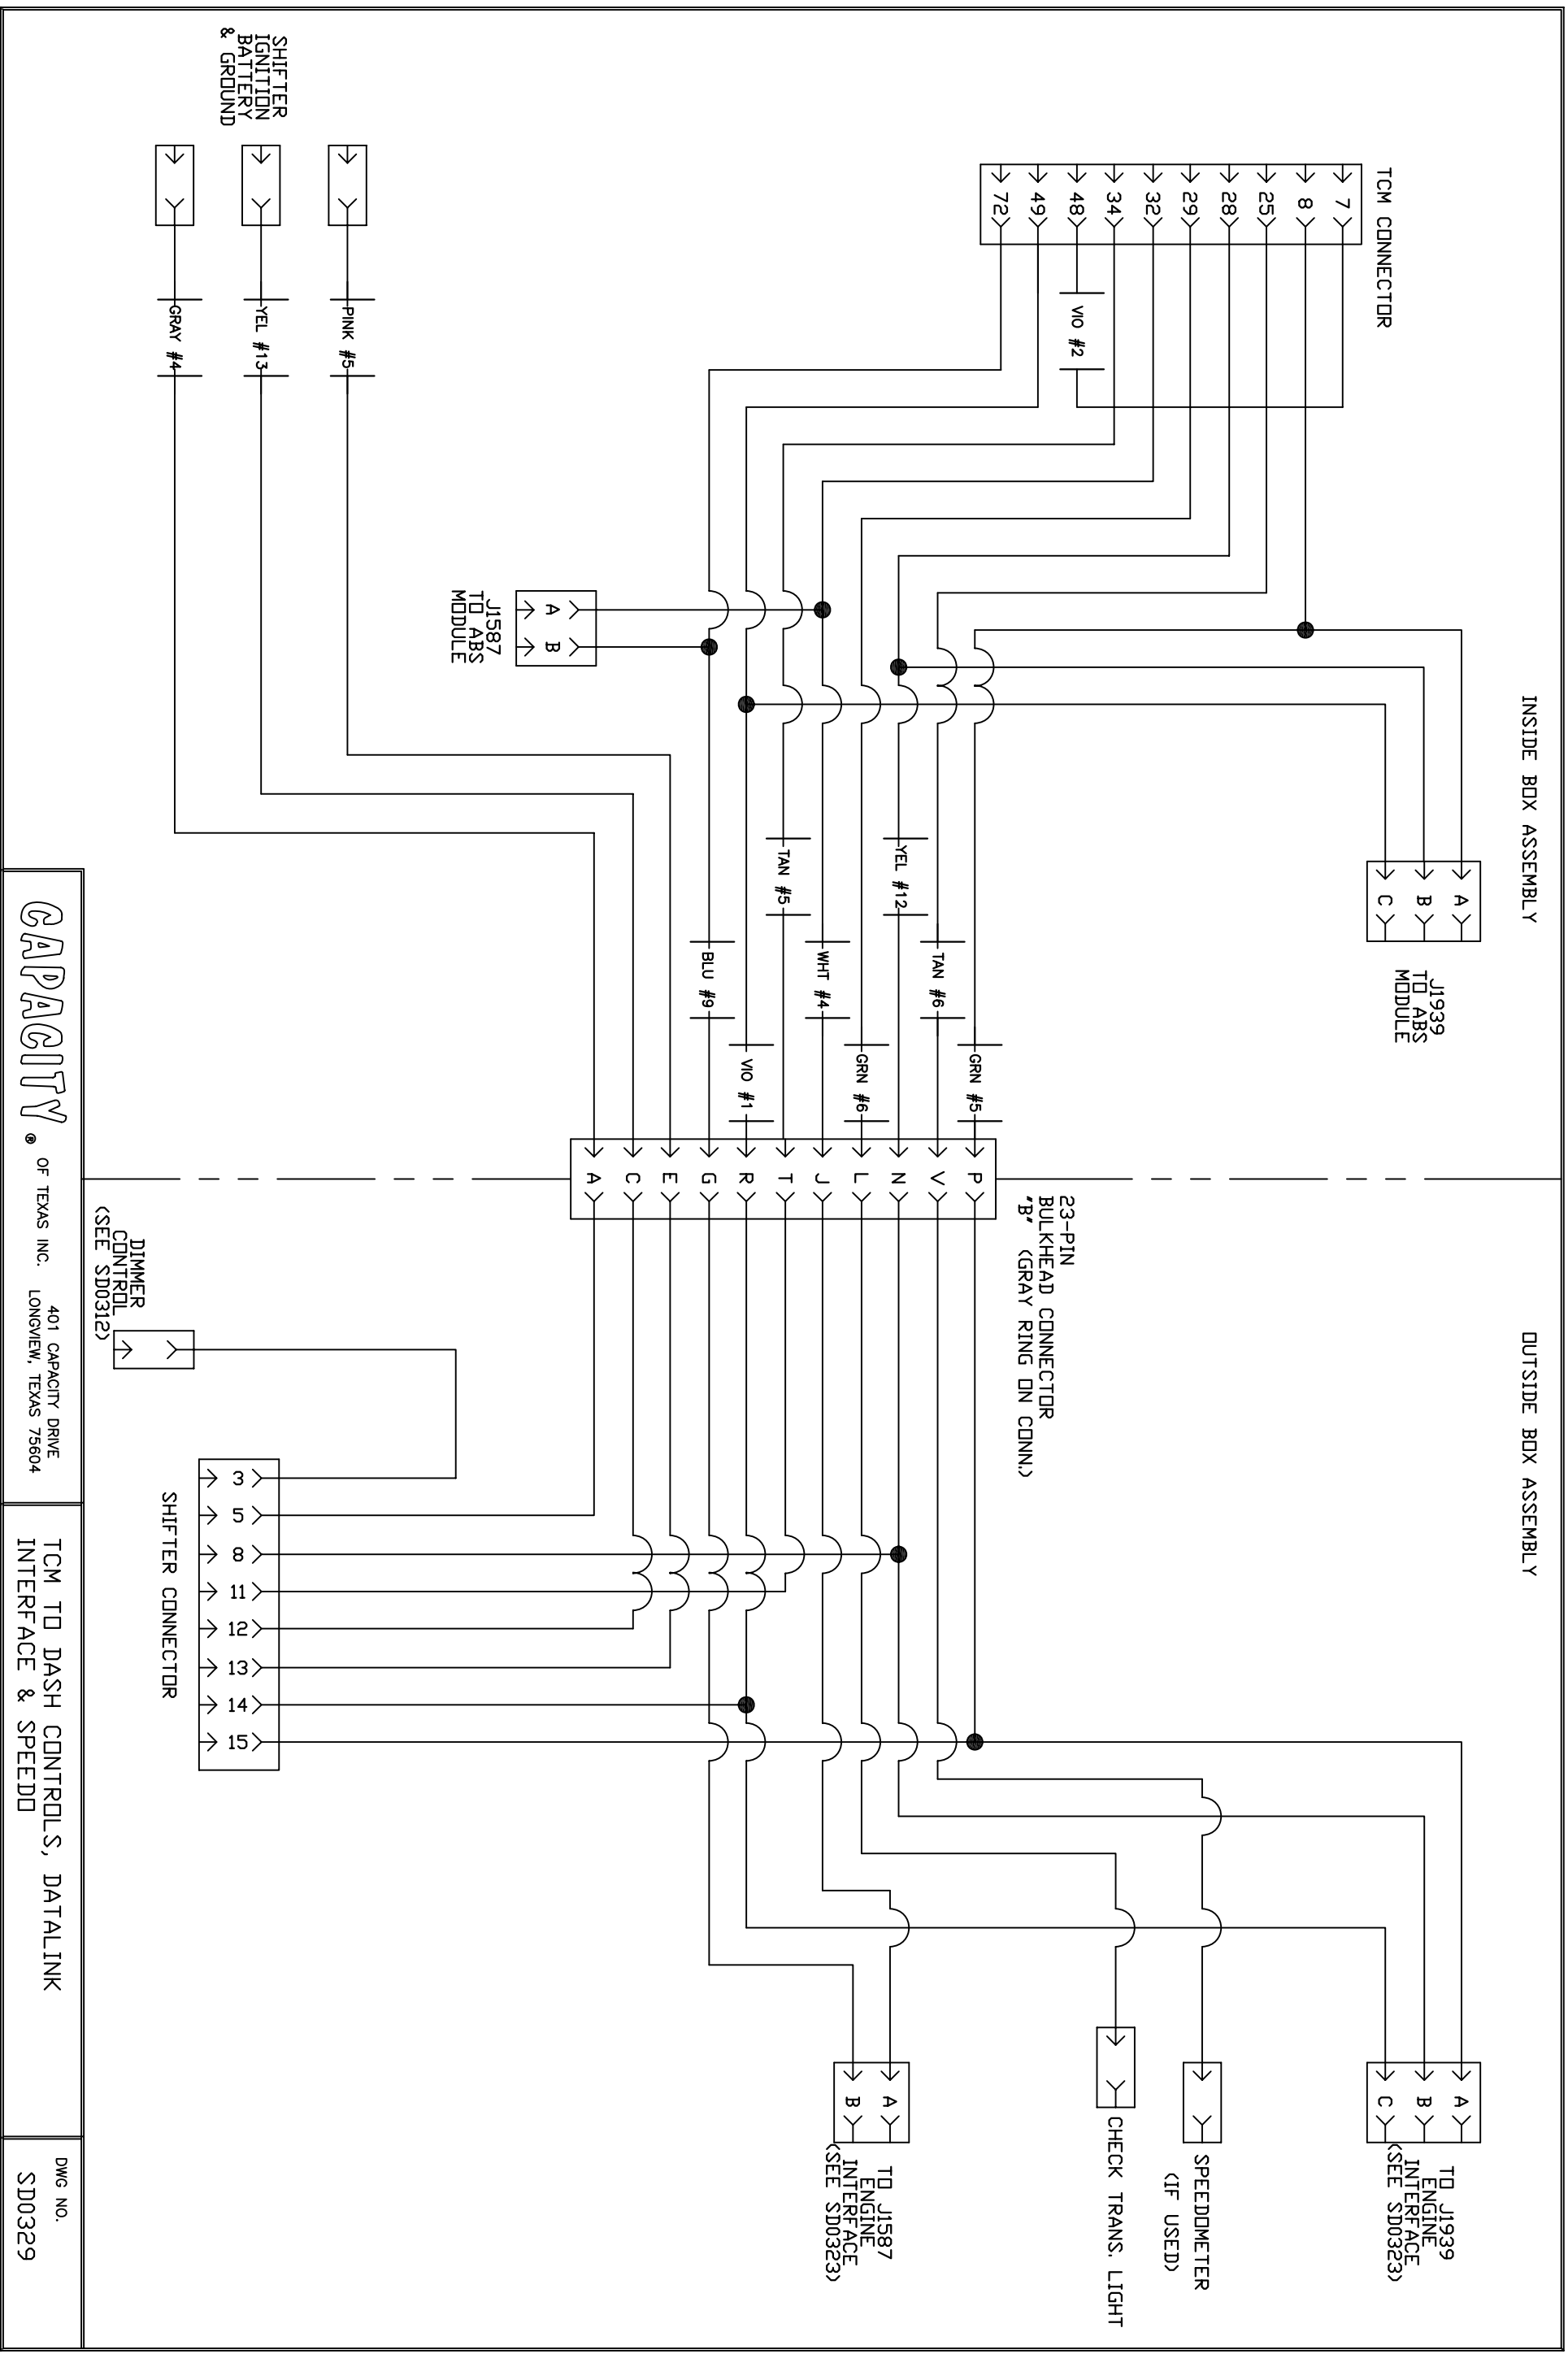 INSIDE BOX ASSEMBLY
OUTSIDE BOX ASSEMBLY
TCM CONNECTOR
7
8
25
28
29
32
34
48
49
72
VIO #2
A
B
C
J1939
TO ABS
MODULE
A
B
C
TO J1939
ENGINE
INTERFACE
(SEE SD0323)
SPEEDOMETER
(IF USED)
CHECK TRANS. LIGHT
A
B
TO J1587
ENGINE
INTERFACE
(SEE SD0323)
23-PIN
BULKHEAD CONNECTOR
"B" (GRAY RING ON CONN.)
GRN #5
TAN #6
YEL #12
GRN #6
WHT #4
TAN #5
VIO #1
BLU #9
P
V
N
L
J
T
R
G
E
C
A
A
B
J1587
TO ABS
MODULE
SHIFTER
IGNITION
BATTERY
& GROUND
PINK #5
YEL #13
GRAY #4
3
5
8
11
12
13
14
15
SHIFTER CONNECTOR
DIMMER
CONTROL
(SEE SD0312)
CAPACITY ® OF TEXAS INC.
401 CAPACITY DRIVE
LONGVIEW, TEXAS 75604
TCM TO DASH CONTROLS, DATALINK
INTERFACE & SPEEDO
DWG NO.
SD0329